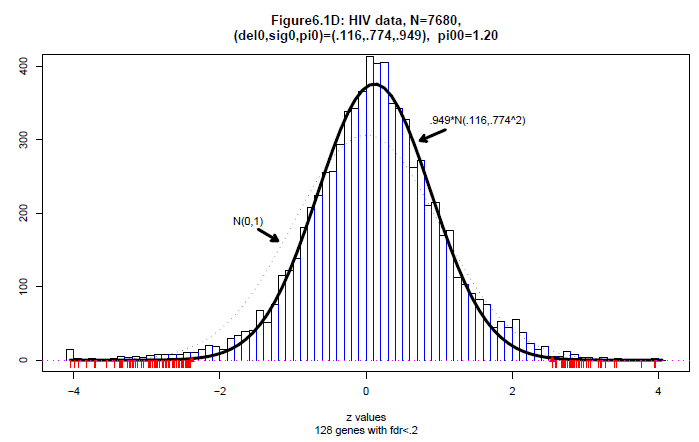 Figure6.1D: HIV data, N=7680,
(del0,sig0,pi0)=(.116,.774,.949),  pi00=1.20
400
300
200
100
0
.949*N(.116,.774^2)
N(0,1)
−4 −2 0 2 4
z values
128 genes with fdr<.2